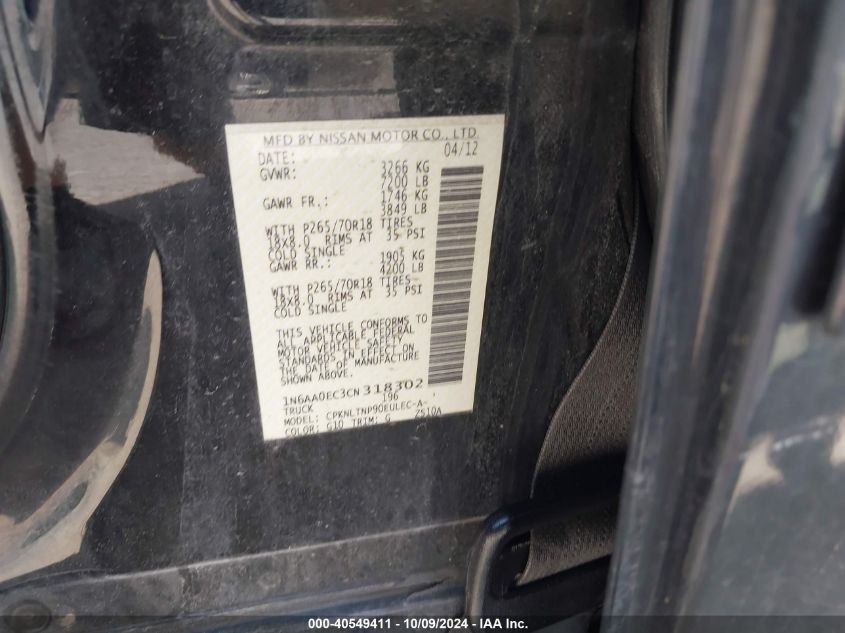 MFD BY NISSAN MOTOR CO., LTD.
DATE: 04/12
GVWR: 3266 KG
7200 LB
GAWR FR.: 1746 KG
3849 LB
WITH P265/70R18 TIRES
18X8.0 RIMS AT 35 PSI
COLD SINGLE
GAWR RR.: 1905 KG
4200 LB
WITH P265/70R18 TIRES
18X8.0 RIMS AT 35 PSI
COLD SINGLE
THIS VEHICLE CONFORMS TO
ALL APPLICABLE FEDERAL
MOTOR VEHICLE SAFETY
STANDARDS IN EFFECT ON
THE DATE OF MANUFACTURE
SHOWN ABOVE.
1N6AA0EC3CN318302
TRUCK 196
MODEL: CPKNLTNP90EULEC-A-
COLOR: G10 TRIM: G ZS10A
000-40549411 - 10/09/2024 - IAA Inc.